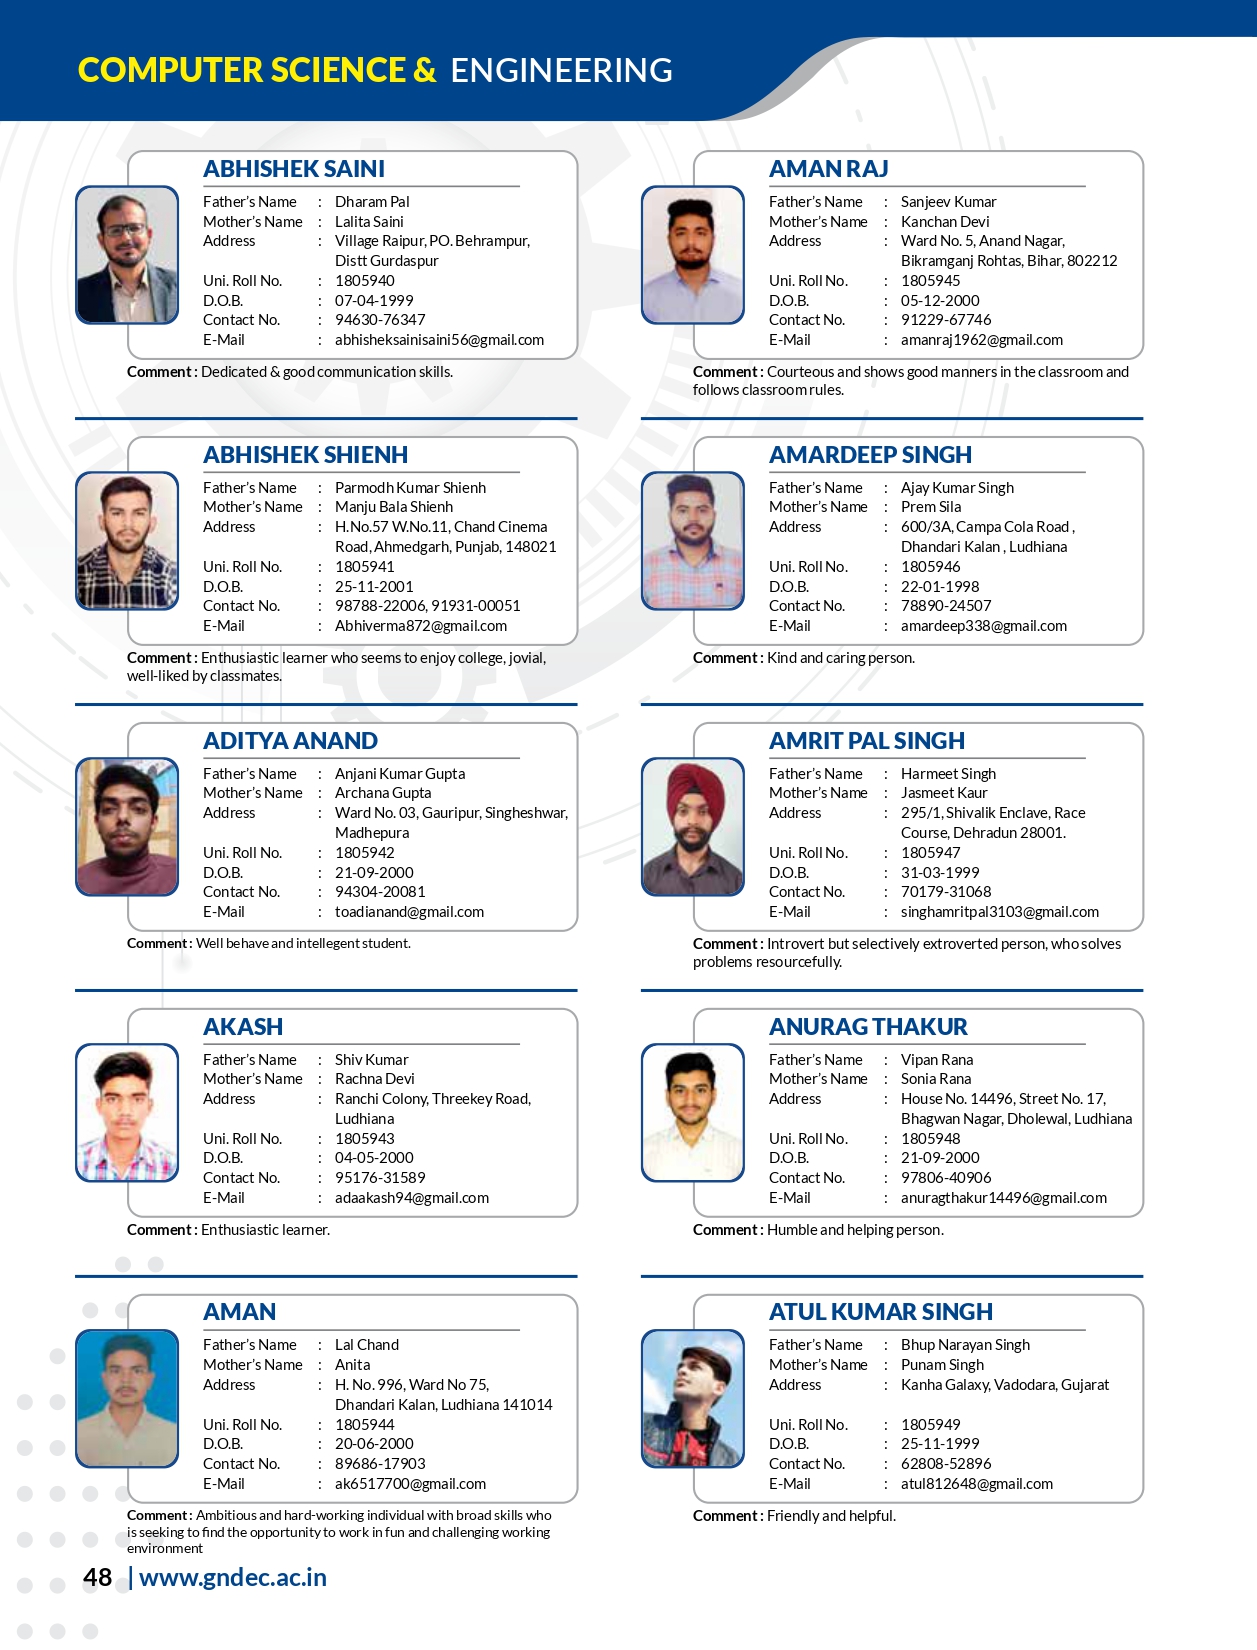 COMPUTER SCIENCE & ENGINEERING
ABHISHEK SAINI
Father's Name : Dharam Pal
Mother's Name : Lalita Saini
Address : Village Raipur, PO. Behrampur,
Distt Gurdaspur
Uni. Roll No. : 1805940
D.O.B. : 07-04-1999
Contact No. : 94630-76347
E-Mail : abhisheksainisaini56@gmail.com
Comment : Dedicated & good communication skills.
ABHISHEK SHIENH
Father's Name : Parmodh Kumar Shienh
Mother's Name : Manju Bala Shienh
Address : H.No.57 W.No.11, Chand Cinema
Road, Ahmedgarh, Punjab, 148021
Uni. Roll No. : 1805941
D.O.B. : 25-11-2001
Contact No. : 98788-22006, 91931-00051
E-Mail : Abhiverma872@gmail.com
Comment : Enthusiastic learner who seems to enjoy college, jovial,
well-liked by classmates.
ADITYA ANAND
Father's Name : Anjani Kumar Gupta
Mother's Name : Archana Gupta
Address : Ward No. 03, Gauripur, Singheshwar,
Madhepura
Uni. Roll No. : 1805942
D.O.B. : 21-09-2000
Contact No. : 94304-20081
E-Mail : toadianand@gmail.com
Comment : Well behave and intellegent student.
AKASH
Father's Name : Shiv Kumar
Mother's Name : Rachna Devi
Address : Ranchi Colony, Threekey Road,
Ludhiana
Uni. Roll No. : 1805943
D.O.B. : 04-05-2000
Contact No. : 95176-31589
E-Mail : adaakash94@gmail.com
Comment : Enthusiastic learner.
AMAN
Father's Name : Lal Chand
Mother's Name : Anita
Address : H. No. 996, Ward No 75,
Dhandari Kalan, Ludhiana 141014
Uni. Roll No. : 1805944
D.O.B. : 20-06-2000
Contact No. : 89686-17903
E-Mail : ak6517700@gmail.com
Comment : Ambitious and hard-working individual with broad skills who
is seeking to find the opportunity to work in fun and challenging working
environment
AMAN RAJ
Father's Name : Sanjeev Kumar
Mother's Name : Kanchan Devi
Address : Ward No. 5, Anand Nagar,
Bikramganj Rohtas, Bihar, 802212
Uni. Roll No. : 1805945
D.O.B. : 05-12-2000
Contact No. : 91229-67746
E-Mail : amanraj1962@gmail.com
Comment : Courteous and shows good manners in the classroom and
follows classroom rules.
AMARDEEP SINGH
Father's Name : Ajay Kumar Singh
Mother's Name : Prem Sila
Address : 600/3A, Campa Cola Road ,
Dhandari Kalan , Ludhiana
Uni. Roll No. : 1805946
D.O.B. : 22-01-1998
Contact No. : 78890-24507
E-Mail : amardeep338@gmail.com
Comment : Kind and caring person.
AMRIT PAL SINGH
Father's Name : Harmeet Singh
Mother's Name : Jasmeet Kaur
Address : 295/1, Shivalik Enclave, Race
Course, Dehradun 28001.
Uni. Roll No. : 1805947
D.O.B. : 31-03-1999
Contact No. : 70179-31068
E-Mail : singhamritpal3103@gmail.com
Comment : Introvert but selectively extroverted person, who solves
problems resourcefully.
ANURAG THAKUR
Father's Name : Vipan Rana
Mother's Name : Sonia Rana
Address : House No. 14496, Street No. 17,
Bhagwan Nagar, Dholewal, Ludhiana
Uni. Roll No. : 1805948
D.O.B. : 21-09-2000
Contact No. : 97806-40906
E-Mail : anuragthakur14496@gmail.com
Comment : Humble and helping person.
ATUL KUMAR SINGH
Father's Name : Bhup Narayan Singh
Mother's Name : Punam Singh
Address : Kanha Galaxy, Vadodara, Gujarat
Uni. Roll No. : 1805949
D.O.B. : 25-11-1999
Contact No. : 62808-52896
E-Mail : atul812648@gmail.com
Comment : Friendly and helpful.
48 | www.gndec.ac.in